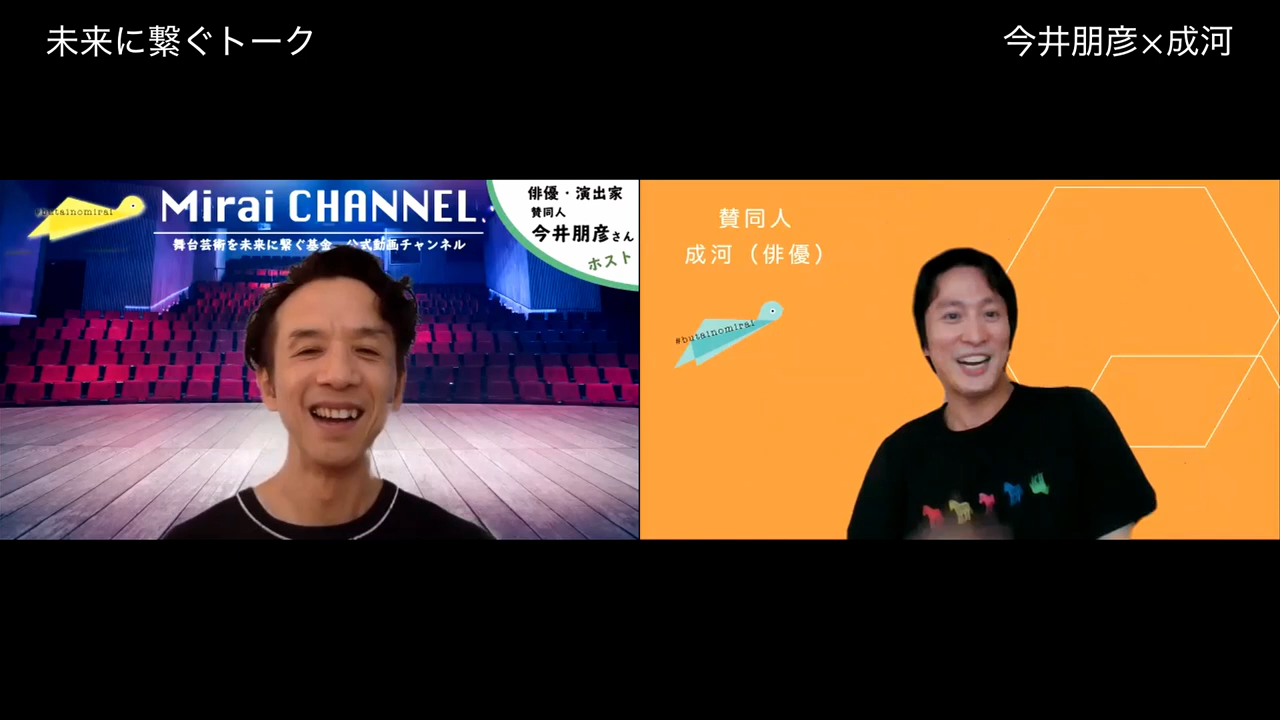 未来に繋ぐトーク
今井朋彦×成河
#butainomirai
Mirai CHANNEL
舞台芸術を未来に繋ぐ基金 公式動画チャンネル
俳優・演出家
賛同人
今井朋彦さん
ホスト
賛同人
成河（俳優）
#butainomirai